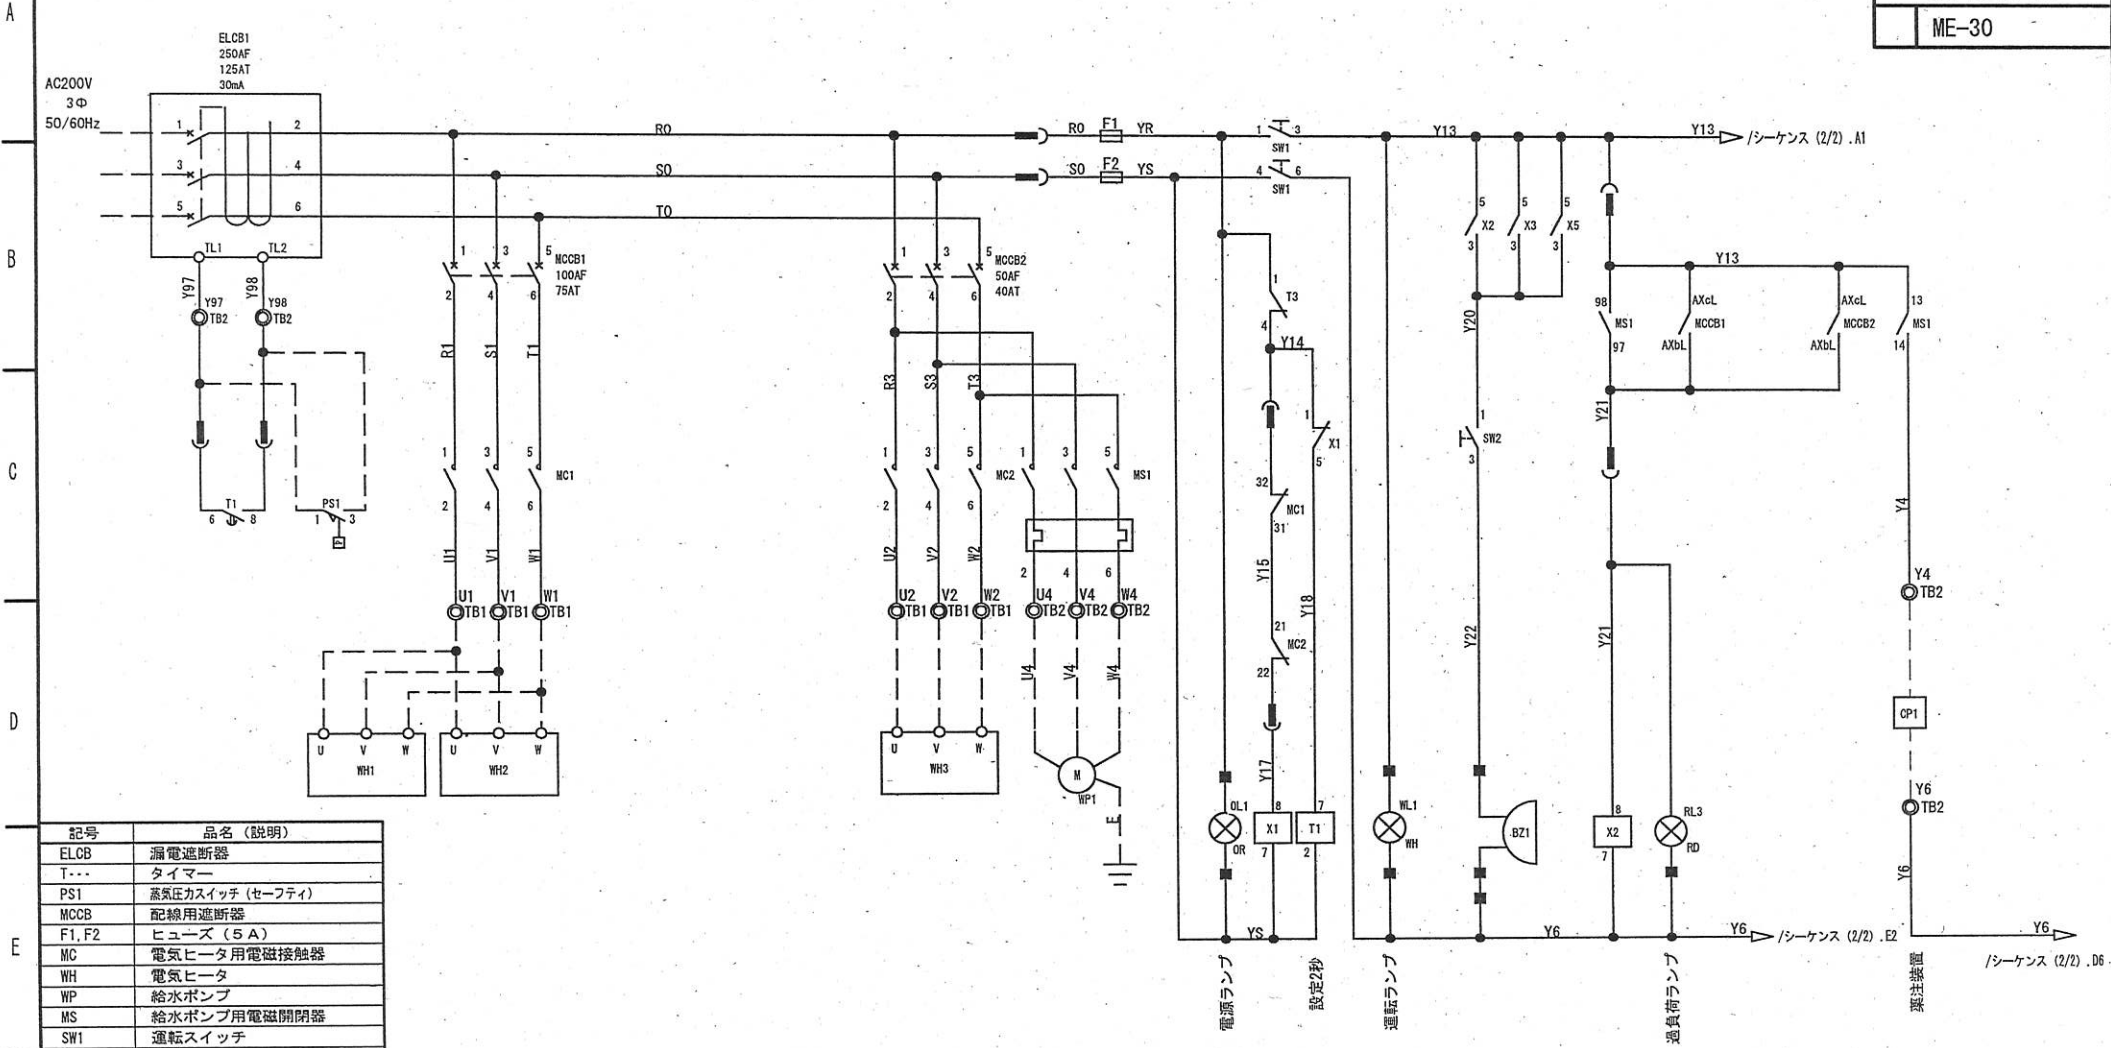 A
ME-30
ELCB1
250AF
125AT
30mA
AC200V
3Φ
50/60Hz
1
2
3
4
5
6
R0
S0
T0
R0
F1
YR
S0
F2
YS
1
3
SW1
4
6
SW1
Y13
Y13
/シーケンス (2/2) .A1
B
TL1
TL2
Y97
Y98
Y97
TB2
Y98
TB2
1
3
5
MCCB1
100AF
75AT
2
4
6
R1
S1
T1
1
3
5
MCCB2
50AF
40AT
2
4
6
R3
S3
T3
1
T3
4
Y14
5
X2
3
5
X3
3
5
X5
3
Y20
Y13
98
MS1
97
AXcL
MCCB1
AXbL
AXcL
MCCB2
AXbL
13
MS1
14
C
T1
6
8
PS1
1
3
P
1
3
5
MC1
2
4
6
U1
V1
W1
1
3
5
MC2
2
4
6
U2
V2
W2
1
3
5
MS1
2
4
6
1
X1
5
32
MC1
31
Y15
Y18
21
MC2
22
Y17
1
SW2
3
Y22
Y21
Y21
Y4
Y4
TB2
U1
TB1
V1
TB1
W1
TB1
U2
TB1
V2
TB1
W2
TB1
U4
TB2
V4
TB2
W4
TB2
U4
V4
W4
D
U
V
W
WH1
U
V
W
WH2
U
V
W
WH3
M
WP1
E
OL1
OR
8
X1
7
7
T1
2
WL1
WH
BZ1
8
X2
7
RL3
RD
CP1
Y6
TB2
Y6
E
YS
Y6
Y6
/シーケンス (2/2) .E2
Y6
/シーケンス (2/2) .D6
電源ランプ
設定2秒
運転ランプ
過負荷ランプ
薬注装置
記号 品名（説明）
ELCB 漏電遮断器
T--- タイマー
PS1 蒸気圧力スイッチ（セーフティ）
MCCB 配線用遮断器
F1,F2 ヒューズ（５Ａ）
MC 電気ヒータ用電磁接触器
WH 電気ヒータ
WP 給水ポンプ
MS 給水ポンプ用電磁開閉器
SW1 運転スイッチ